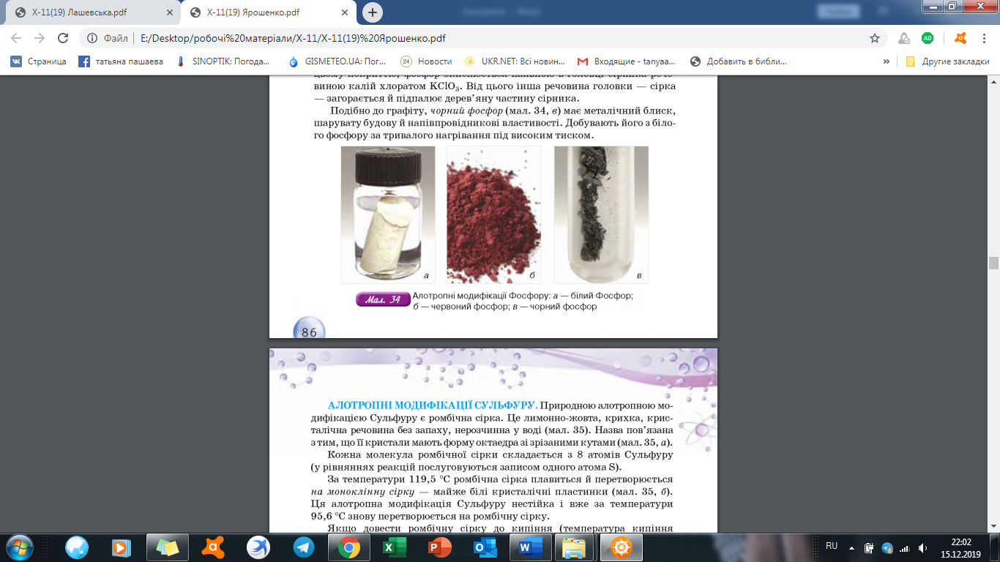 Х-11(19) Лашевська.pdf
Х-11(19) Ярошенко.pdf
Файл
E:/Desktop/робочі%20матеріали/Х-11/Х-11(19)%20Ярошенко.pdf
AD
Страница
татьяна пашаева
SINOPTIK: Погода...
GISMETEO.UA: Пог...
24 Новости
UKR.NET: Всі новин...
Входящие - tanyaa...
Добавить в библи...
»
Другие закладки
виною калій хлоратом KClO₃. Від цього інша речовина головки — сірка
— загорається й підпалює дерев’яну частину сірника.
Подібно до графіту, чорний фосфор (мал. 34, в) має металічний блиск,
шарувату будову й напівпровідникові властивості. Добувають його з біло-
го фосфору за тривалого нагрівання під високим тиском.
а
б
в
Мал. 34
Алотропні модифікації Фосфору: а — білий Фосфор;
б — червоний фосфор; в — чорний фосфор
86
АЛОТРОПНІ МОДИФІКАЦІЇ СУЛЬФУРУ. Природною алотропною мо-
дифікацією Сульфуру є ромбічна сірка. Це лимонно-жовта, крихка, крис-
талічна речовина без запаху, нерозчинна у воді (мал. 35). Назва пов’язана
з тим, що її кристали мають форму октаедра зі зрізаними кутами (мал. 35, а).
Кожна молекула ромбічної сірки складається з 8 атомів Сульфуру
(у рівняннях реакцій послуговуються записом одного атома S).
За температури 119,5 °С ромбічна сірка плавиться й перетворюється
на моноклінну сірку — майже білі кристалічні пластинки (мал. 35, б).
Ця алотропна модифікація Сульфуру нестійка і вже за температури
95,6 °С знову перетворюється на ромбічну сірку.
Якщо довести ромбічну сірку до кипіння (температура кипіння
RU
22:02
15.12.2019